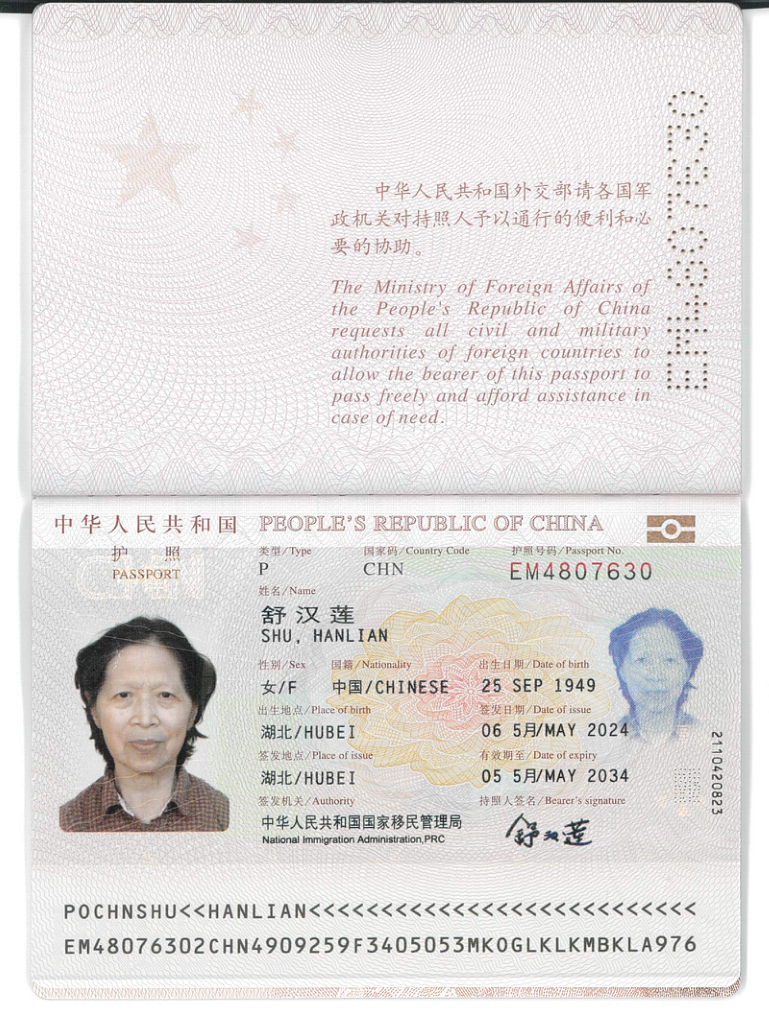 中华人民共和国外交部请各国军
政机关对持照人予以通行的便利和必
要的协助。
The Ministry of Foreign Affairs of
the People's Republic of China
requests all civil and military
authorities of foreign countries to
allow the bearer of this passport to
pass freely and afford assistance in
case of need.
EM4807630
中华人民共和国 PEOPLE'S REPUBLIC OF CHINA
护 照
PASSPORT
CHN
类型/Type 国家码/Country Code 护照号码/Passport No.
P CHN EM4807630
姓名/Name
舒汉莲
SHU, HANLIAN
性别/Sex 国籍/Nationality 出生日期/Date of birth
女/F 中国/CHINESE 25 SEP 1949
出生地点/Place of birth 签发日期/Date of issue
湖北/HUBEI 06 5月/MAY 2024
签发地点/Place of issue 有效期至/Date of expiry
湖北/HUBEI 05 5月/MAY 2034
签发机关/Authority 持照人签名/Bearer's signature
中华人民共和国国家移民管理局 舒汉莲
National Immigration Administration,PRC
2110420823
POCHNSHU<<HANLIAN<<<<<<<<<<<<<<<<<<<<<<<<<<<
EM48076302CHN4909259F3405053MKOGLKLKMBKLA976